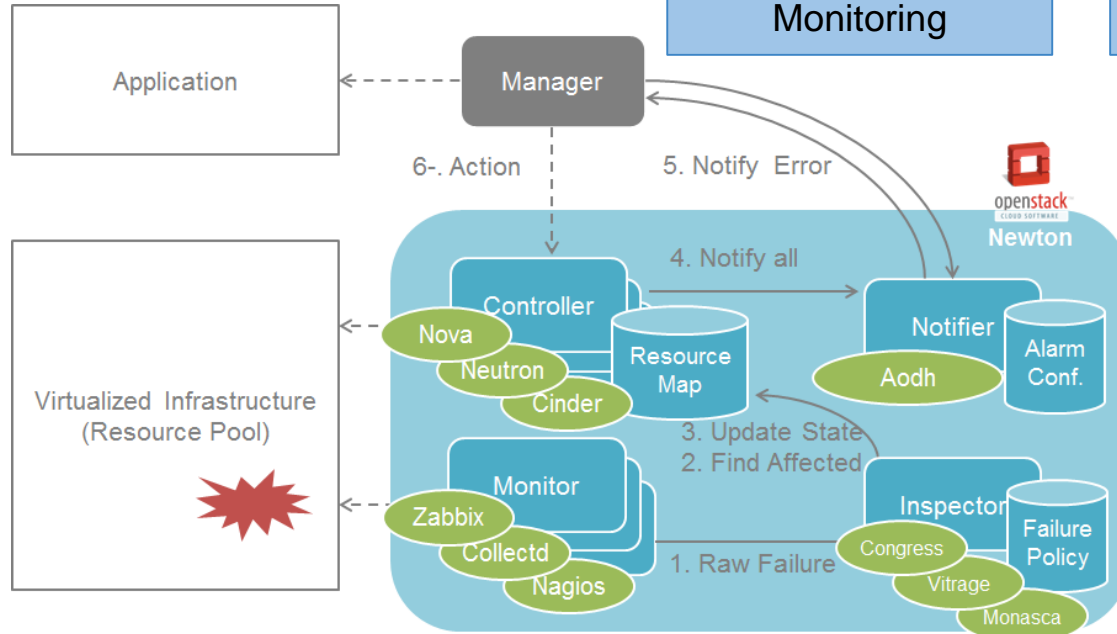 Monitoring
Application
Manager
6-. Action
5. Notify Error
openstack
CLOUD SOFTWARE
Newton
4. Notify all
Controller
Nova
Neutron
Cinder
Resource
Map
Notifier
Aodh
Alarm
Conf.
Virtualized Infrastructure
(Resource Pool)
3. Update State
2. Find Affected
Monitor
Zabbix
Collectd
Nagios
1. Raw Failure
Inspector
Congress
Vitrage
Monasca
Failure
Policy